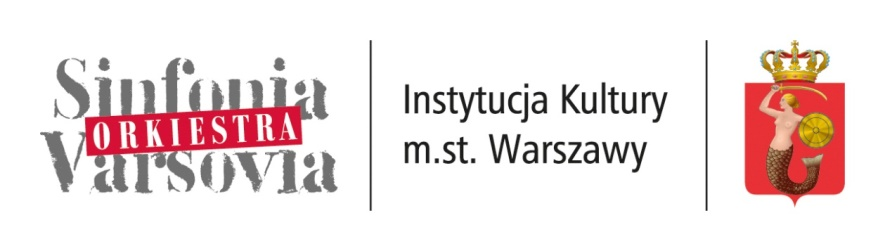 Sinfonia
ORKIESTRA
Varsovia
Instytucja Kultury
m.st. Warszawy